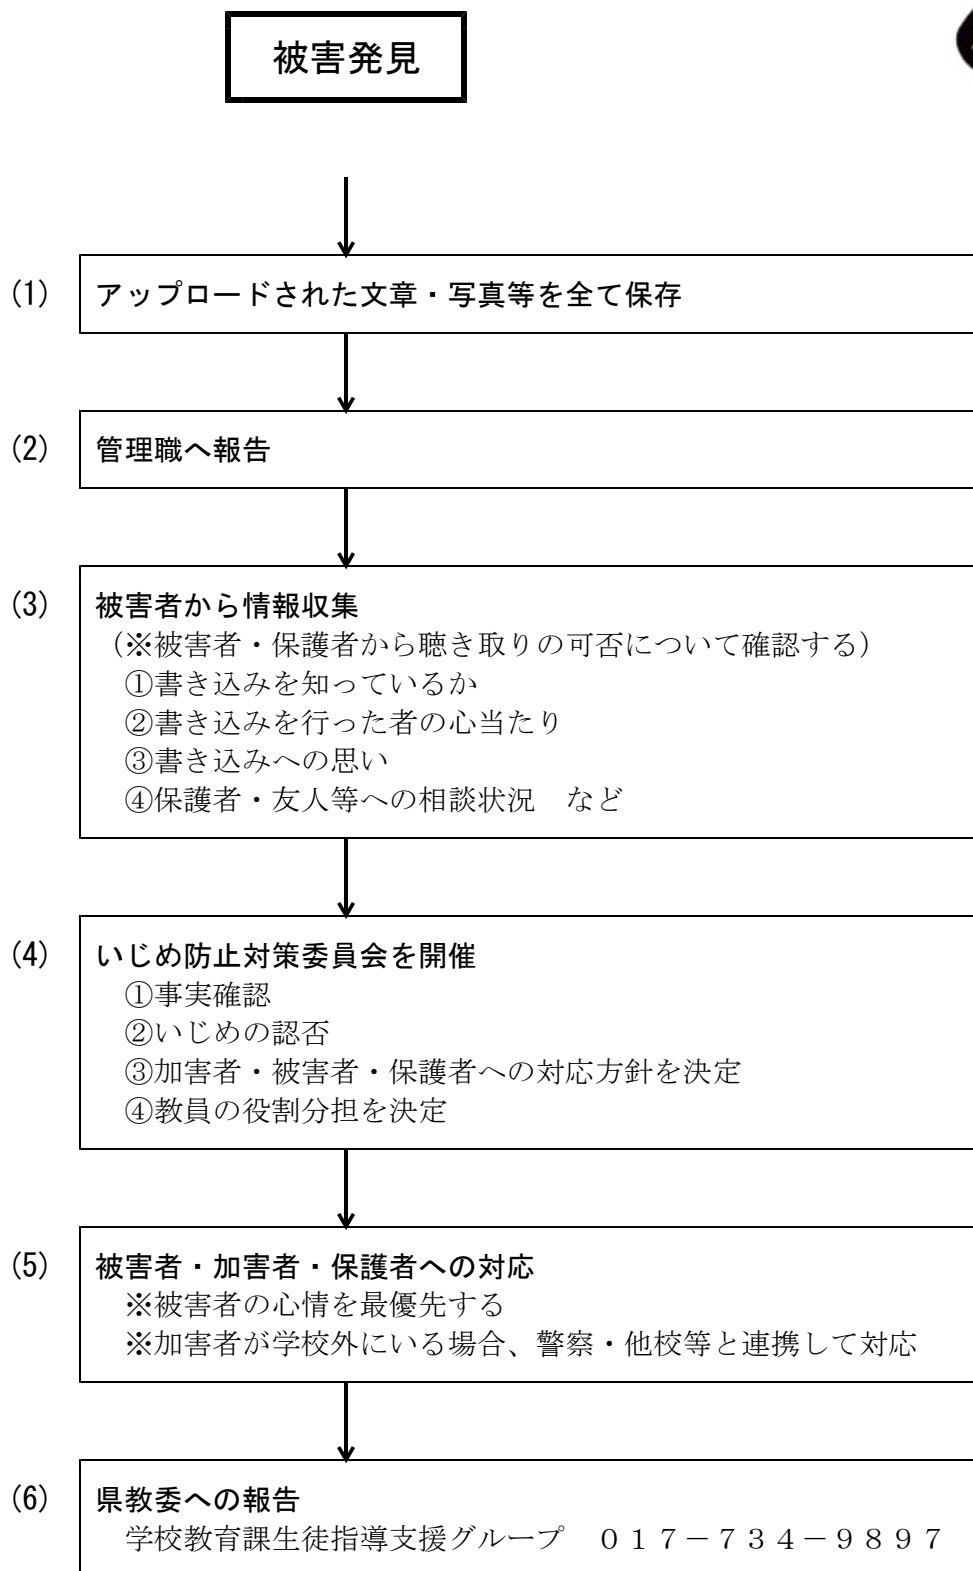 被害発見
(1) アップロードされた文章・写真等を全て保存
(2) 管理職へ報告
(3) 被害者から情報収集
（※被害者・保護者から聴き取りの可否について確認する）
①書き込みを知っているか
②書き込みを行った者の心当たり
③書き込みへの思い
④保護者・友人等への相談状況　など
(4) いじめ防止対策委員会を開催
①事実確認
②いじめの認否
③加害者・被害者・保護者への対応方針を決定
④教員の役割分担を決定
(5) 被害者・加害者・保護者への対応
※被害者の心情を最優先する
※加害者が学校外にいる場合、警察・他校等と連携して対応
(6) 県教委への報告
学校教育課生徒指導支援グループ　０１７－７３４－９８９７